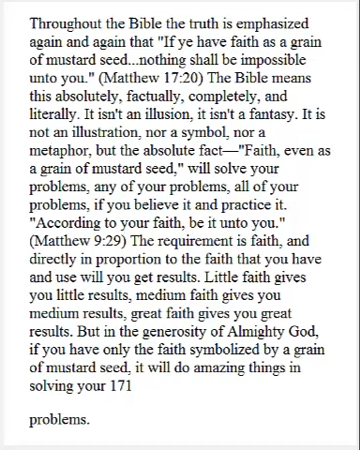 Throughout the Bible the truth is emphasized
again and again that "If ye have faith as a grain
of mustard seed...nothing shall be impossible
unto you." (Matthew 17:20) The Bible means
this absolutely, factually, completely, and
literally. It isn't an illusion, it isn't a fantasy. It is
not an illustration, nor a symbol, nor a
metaphor, but the absolute fact—"Faith, even as
a grain of mustard seed," will solve your
problems, any of your problems, all of your
problems, if you believe it and practice it.
"According to your faith, be it unto you."
(Matthew 9:29) The requirement is faith, and
directly in proportion to the faith that you have
and use will you get results. Little faith gives
you little results, medium faith gives you
medium results, great faith gives you great
results. But in the generosity of Almighty God,
if you have only the faith symbolized by a grain
of mustard seed, it will do amazing things in
solving your 171
problems.